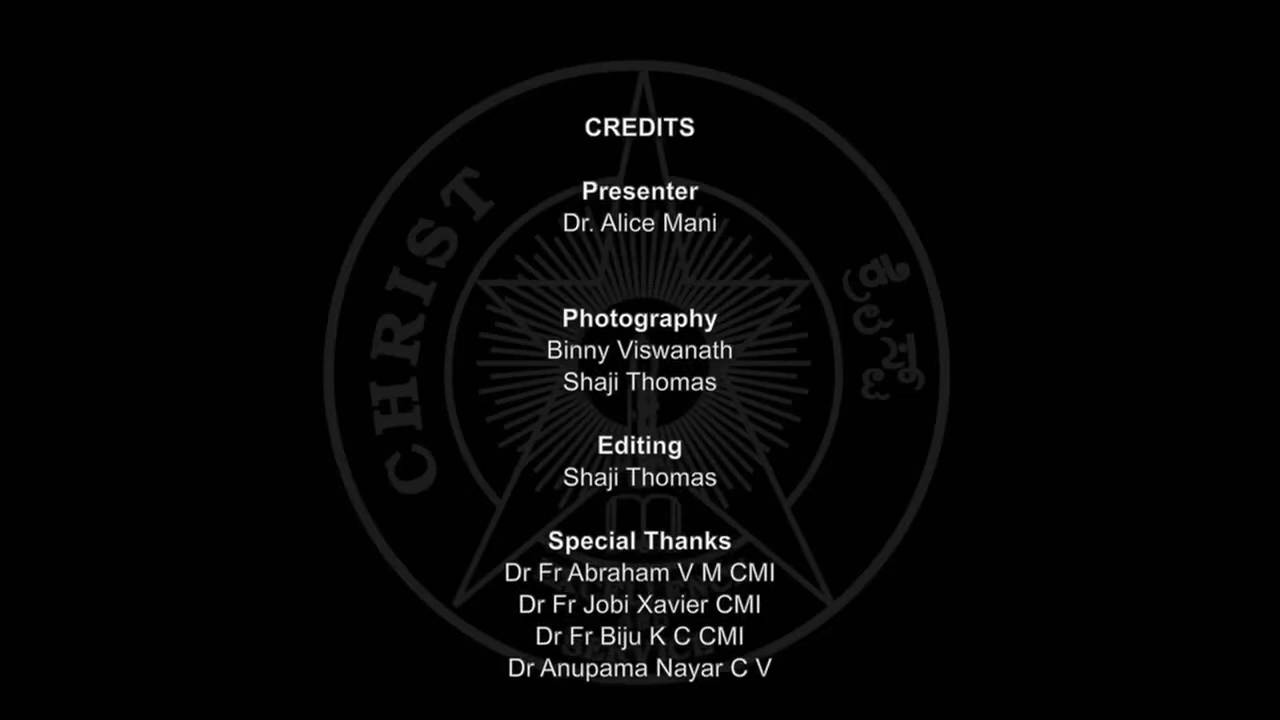 CREDITS
Presenter
Dr. Alice Mani
Photography
Binny Viswanath
Shaji Thomas
Editing
Shaji Thomas
Special Thanks
Dr Fr Abraham V M CMI
Dr Fr Jobi Xavier CMI
Dr Fr Biju K C CMI
Dr Anupama Nayar C V
CHRIST